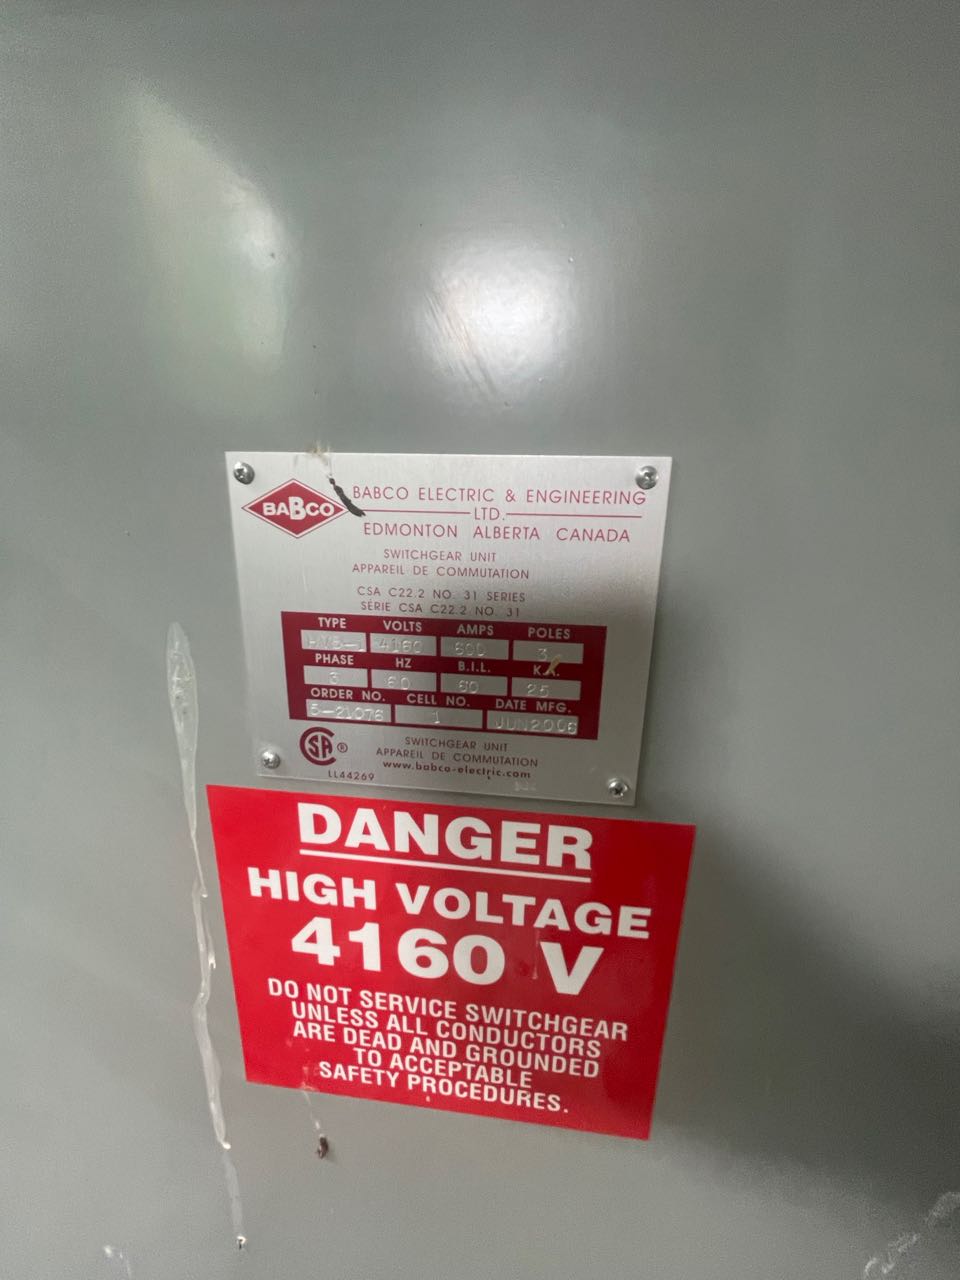 BABCO
BABCO ELECTRIC & ENGINEERING
LTD.
EDMONTON ALBERTA CANADA
SWITCHGEAR UNIT
APPAREIL DE COMMUTATION
CSA C22.2 NO. 31 SERIES
SÉRIE CSA C22.2 NO. 31
TYPE VOLTS AMPS POLES
4160 600 3
PHASE HZ B.I.L. K.A.
3 60 60 25
ORDER NO. CELL NO. DATE MFG.
5-21076 1 JUN2006
SA ®
SWITCHGEAR UNIT
APPAREIL DE COMMUTATION
www.babco-electric.com
LL44269
DANGER
HIGH VOLTAGE
4160 V
DO NOT SERVICE SWITCHGEAR
UNLESS ALL CONDUCTORS
ARE DEAD AND GROUNDED
TO ACCEPTABLE
SAFETY PROCEDURES.